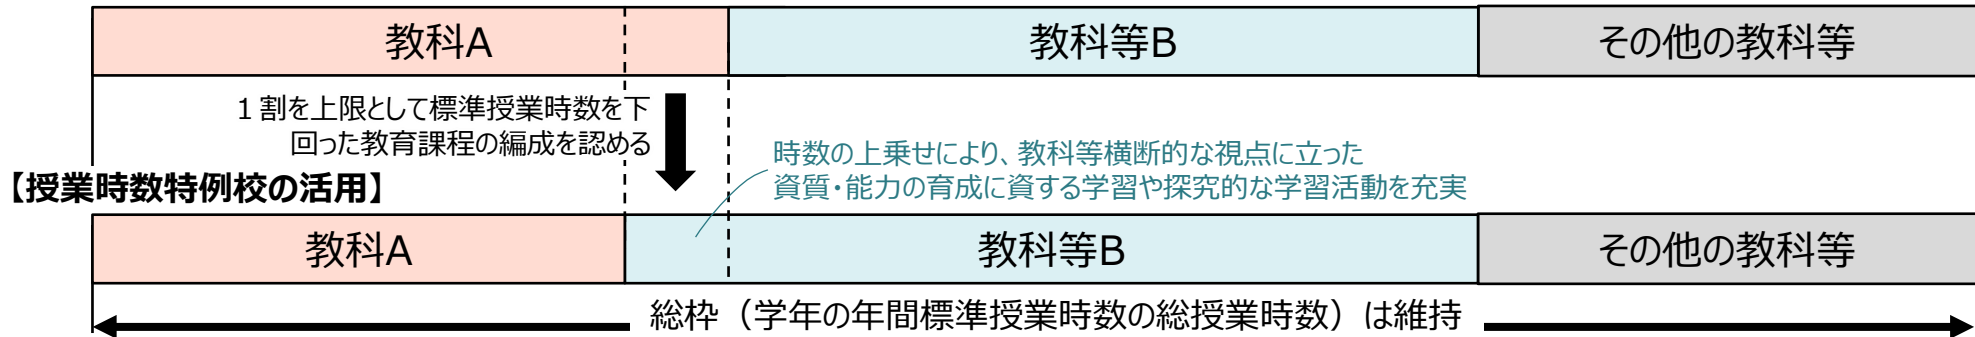 教科A
教科等B
その他の教科等
1割を上限として標準授業時数を下
回った教育課程の編成を認める
時数の上乗せにより、教科等横断的な視点に立った
資質・能力の育成に資する学習や探究的な学習活動を充実
【授業時数特例校の活用】
教科A
教科等B
その他の教科等
総枠（学年の年間標準授業時数の総授業時数）は維持